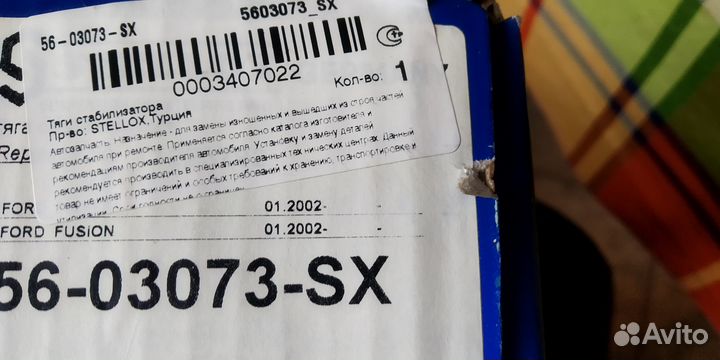 56-03073-SX
5603073_SX
0003407022
Кол-во: 1
Тяги стабилизатора
Пр-во: STELLOX,Турция
Автозапчасть, назначение - для замены изношенных и вышедших из строя частей
автомобиля при ремонте. Применяется согласно каталога изготовителя и
рекомендациям производителя автомобиля. Установку и замену деталей
рекомендуется производить в специализированных технических центрах. Данный
товар не имеет ограничений и особых требований к хранению, транспортировке и
FOR 01.2002- -
FORD FUSION 01.2002- -
56-03073-SX
Avito